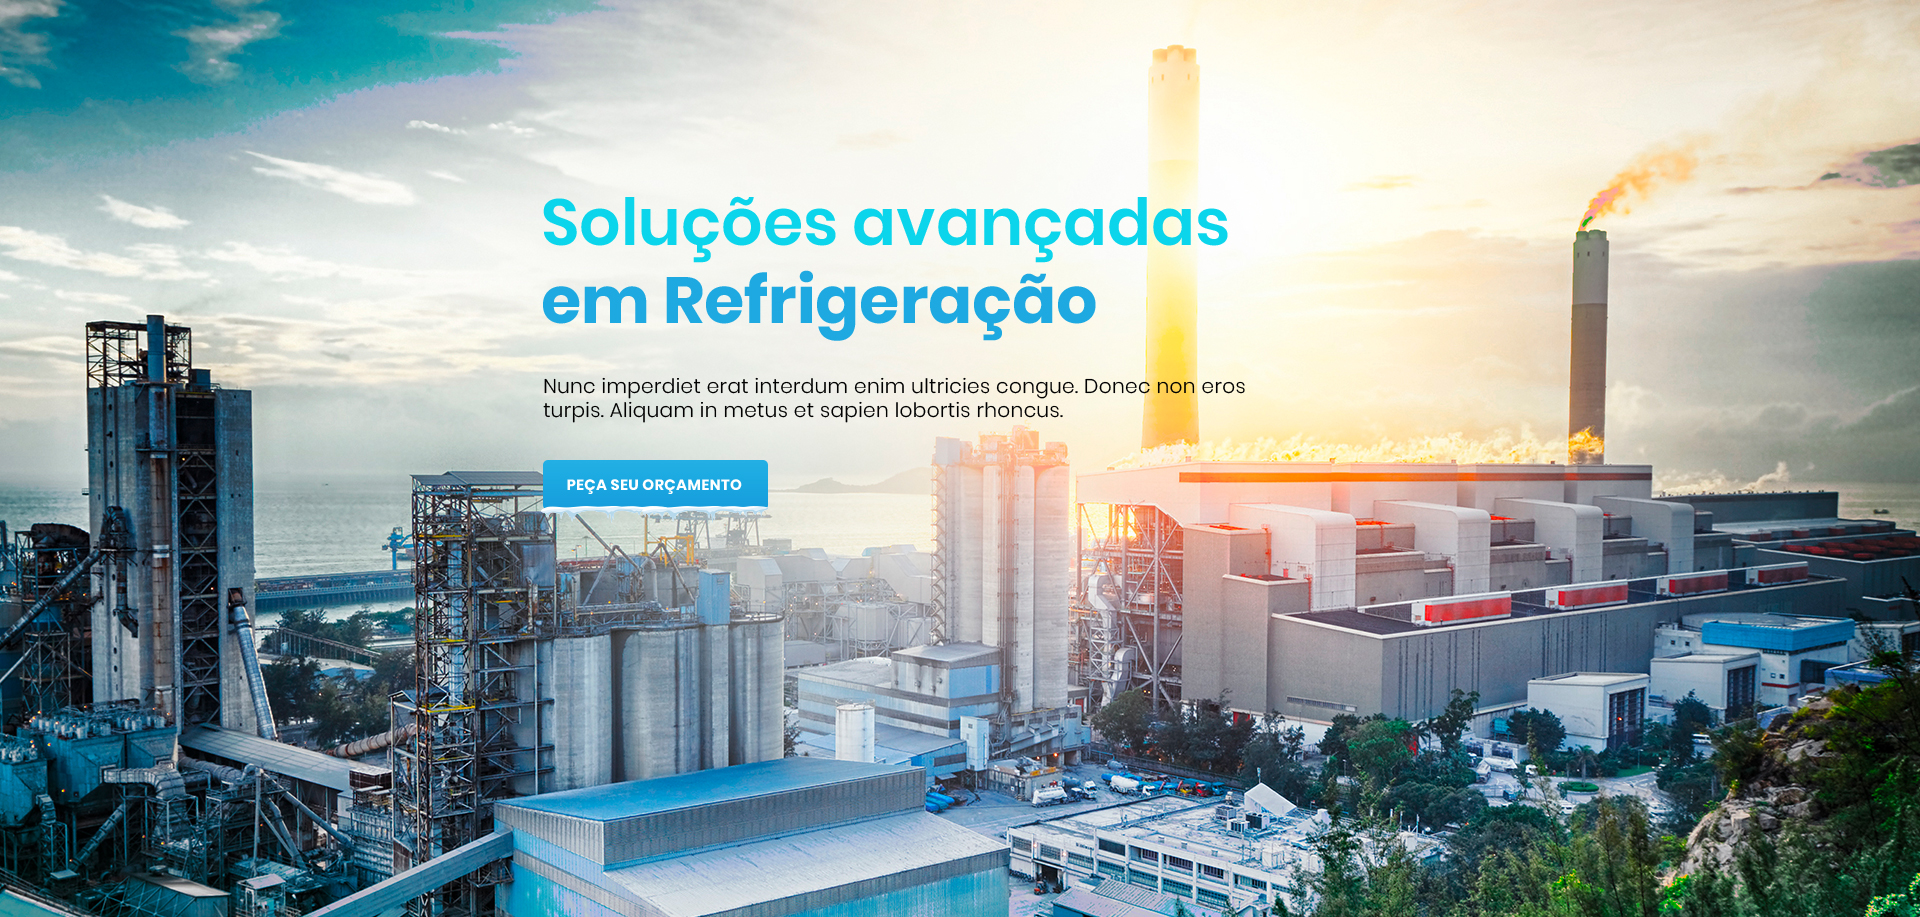 Soluções avançadas
em Refrigeração
Nunc imperdiet erat interdum enim ultricies congue. Donec non eros
turpis. Aliquam in metus et sapien lobortis rhoncus.
PEÇA SEU ORÇAMENTO